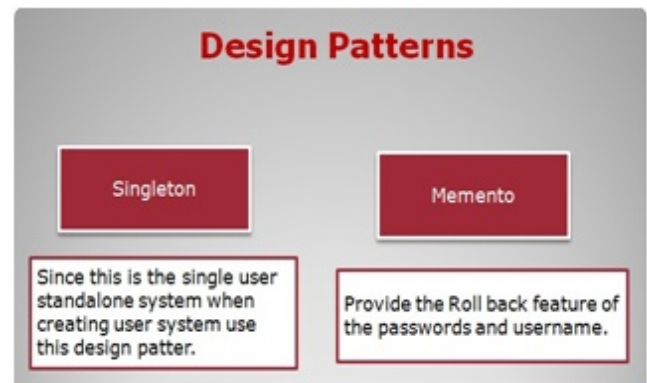 Design Patterns
Singleton
Memento
Since this is the single user
standalone system when
creating user system use
this design patter.
Provide the Roll back feature of
the passwords and username.